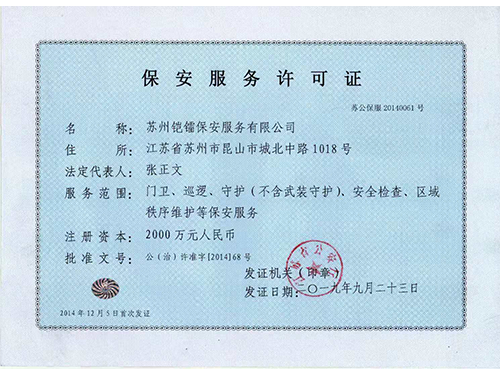 保安服务许可证
苏公保服20140061号
名称：苏州铠镭保安服务有限公司
住所：江苏省苏州市昆山市城北中路1018号
法定代表人：张正文
服务范围：门卫、巡逻、守护（不含武装守护）、安全检查、区域
秩序维护等保安服务
注册资本：2000万元人民币
批准文号：公（治）许准字[2014]68号
发证机关（印章）
发证日期：二〇一九年九月二十三日
2014年12月5日首次发证